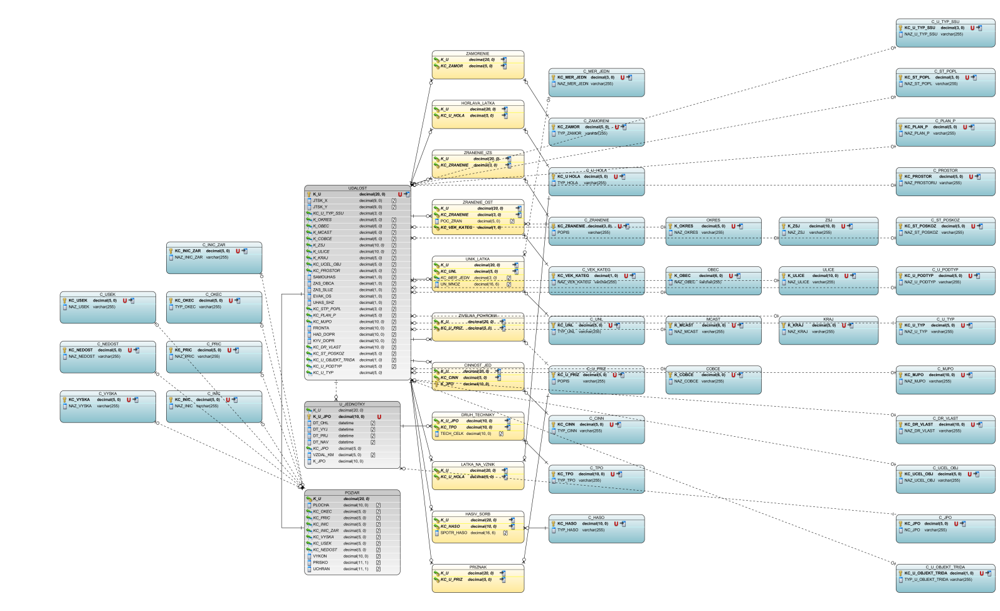 C_U_TYP_SSU
KC_U_TYP_SSU decimal(3, 0) U
NAZ_U_TYP_SSU varchar(255)
ZAMORENIE
K_U decimal(20, 0)
KC_ZAMOR decimal(5, 0)
C_MER_JEDN
KC_MER_JEDN decimal(3, 0) U
NAZ_MER_JEDN varchar(255)
C_ST_POPL
KC_ST_POPL decimal(3, 0) U
NAZ_ST_POPL varchar(255)
HORLAVA_LATKA
K_U decimal(20, 0)
KC_U_HOLA decimal(5, 0)
C_ZAMORENI
KC_ZAMOR decimal(5, 0) U
TYP_ZAMOR varchar(255)
C_PLAN_P
KC_PLAN_P decimal(5, 0) U
NAZ_PLAN_P varchar(255)
ZRANENIE_IZS
K_U decimal(20, 0)
KC_ZRANENIE decimal(3, 0)
C_U_HOLA
KC_U HOLA decimal(5, 0) U
TYP_HOLA varchar(255)
C_PROSTOR
KC_PROSTOR decimal(5, 0) U
NAZ_PROSTORU varchar(255)
UDALOST
K_U decimal(20, 0) U
JTSK_X decimal(9, 0) N
JTSK_Y decimal(9, 0) N
KC_U_TYP_SSU decimal(3, 0)
K_OKRES decimal(5, 0) N
K_OBEC decimal(6, 0) N
K_MCAST decimal(6, 0) N
K_COBCE decimal(6, 0) N
K_ZSJ decimal(10, 0) N
K_ULICE decimal(10, 0) N
K_KRAJ decimal(5, 0) N
KC_UCEL_OBJ decimal(5, 0) N
KC_PROSTOR decimal(5, 0) N
SAMOUHAS decimal(1, 0) N
ZAS_OBCA decimal(1, 0) N
ZAS_SLUZ decimal(1, 0) N
EVAK_OS decimal(1, 0) N
UHAS_SHZ decimal(1, 0) N
KC_STP_POPL decimal(3, 0) N
KC_PLAN_P decimal(5, 0) N
KC_MJPO decimal(10, 0) N
FRONTA decimal(10, 0) N
HAD_DOPR decimal(10, 0) N
KYV_DOPR decimal(10, 0) N
KC_DR_VLAST decimal(10, 0) N
KC_ST_POSKOZ decimal(5, 0) N
KC_U_OBJEKT_TRIDA decimal(1, 0) N
KC_U_PODTYP decimal(5, 0) N
KC_U_TYP decimal(5, 0)
ZRANENIE_OST
K_U decimal(20, 0)
KC_ZRANENIE decimal(3, 0)
POC_ZRAN decimal(5, 0) N
KC_VEK_KATEG decimal(1, 0)
C_ZRANENIE
KC_ZRANENIE decimal(3, 0) U
POPIS varchar(255)
OKRES
K_OKRES decimal(5, 0) U
NAZ_OKRES varchar(255)
ZSJ
K_ZSJ decimal(10, 0) U
NAZ_ZSJ varchar(255)
C_ST_POSKOZ
KC_ST_POSKOZ decimal(5, 0) U
NAZ_ST_POSKOZ varchar(255)
C_INIC_ZAR
KC_INIC_ZAR decimal(5, 0) U
NAZ_INIC_ZAR varchar(255)
UNIK_LATKA
K_U decimal(20, 0)
KC_UNL decimal(5, 0)
KC_MER_JEDN decimal(3, 0) N
UN_MNOZ decimal(16, 6) N
C_VEK_KATEG
KC_VEK_KATEG decimal(1, 0) U
NAZ_VEK_KATEG varchar(255)
OBEC
K_OBEC decimal(6, 0) U
NAZ_OBEC varchar(255)
ULICE
K_ULICE decimal(10, 0) U
NAZ_ULICE varchar(255)
C_U_PODTYP
KC_U_PODTYP decimal(5, 0) U
NAZ_U_PODTYP varchar(255)
C_USEK
KC_USEK decimal(5, 0) U
NAZ_USEK varchar(255)
C_OKEC
KC_OKEC decimal(5, 0) U
TYP_OKEC varchar(255)
ZIVELNA_POHROMA
K_U decimal(20, 0)
KC_U_PRIZ decimal(5, 0)
C_UNL
KC_UNL decimal(5, 0) U
TYP_UNL varchar(255)
MCAST
K_MCAST decimal(6, 0) U
NAZ_MCAST varchar(255)
KRAJ
K_KRAJ decimal(5, 0) U
NAZ_KRAJ varchar(255)
C_U_TYP
KC_U_TYP decimal(5, 0) U
NAZ_U_TYP varchar(255)
C_NEDOST
KC_NEDOST decimal(5, 0) U
NAZ_NEDOST varchar(255)
C_PRIC
KC_PRIC decimal(5, 0) U
NAZ_PRIC varchar(255)
CINNOST_JED
K_U decimal(20, 0)
KC_CINN decimal(5, 0)
K_JPO decimal(10, 0)
C_U_PRIZ
KC_U_PRIZ decimal(5, 0) U
POPIS varchar(255)
COBCE
K_COBCE decimal(6, 0) U
NAZ_COBCE varchar(255)
C_MJPO
KC_MJPO decimal(10, 0) U
NAZ_MJPO varchar(255)
C_VYSKA
KC_VYSKA decimal(5, 0) U
NAZ_VYSKA varchar(255)
C_INIC
KC_INIC decimal(5, 0) U
NAZ_INIC varchar(255)
U_JEDNOTKY
K_U decimal(20, 0)
K_U_JPO decimal(10, 0) U
DT_OHL datetime N
DT_VYJ datetime N
DT_PRJ datetime N
DT_NAV datetime N
KC_JPO decimal(5, 0)
VZDAL_KM decimal(5, 0) N
K_JPO decimal(10, 0)
DRUH_TECHNIKY
K_U_JPO decimal(10, 0)
KC_TPO decimal(10, 0)
TECH_CELK decimal(10, 0) N
C_CINN
KC_CINN decimal(5, 0) U
TYP_CINN varchar(255)
C_DR_VLAST
KC_DR_VLAST decimal(10, 0) U
NAZ_DR_VLAST varchar(255)
LATKA_NA_VZNIK
K_U decimal(20, 0)
KC_U_HOLA decimal(5, 0)
C_TPO
KC_TPO decimal(10, 0) U
TYP_TPO varchar(255)
C_UCEL_OBJ
KC_UCEL_OBJ decimal(5, 0) U
NAZ_UCEL_OBJ varchar(255)
POZIAR
K_U decimal(20, 0)
PLOCHA decimal(10, 0) N
KC_OKEC decimal(5, 0) N
KC_PRIC decimal(5, 0) N
KC_INIC decimal(5, 0) N
KC_INIC_ZAR decimal(5, 0) N
KC_VYSKA decimal(5, 0) N
KC_USEK decimal(5, 0) N
KC_NEDOST decimal(5, 0) N
VYKON decimal(10, 0) N
PRISKO decimal(11, 1) N
UCHRAN decimal(11, 1) N
HASIV_SORB
K_U decimal(20, 0)
KC_HASO decimal(10, 0)
SPOTR_HASO decimal(16, 6) N
C_HASO
KC_HASO decimal(10, 0) U
TYP_HASO varchar(255)
C_JPO
KC_JPO decimal(5, 0) U
NC_JPO varchar(255)
PRIZNAK
K_U decimal(20, 0)
KC_U_PRIZ decimal(5, 0)
C_U_OBJEKT_TRIDA
KC_U_OBJEKT_TRIDA decimal(1, 0) U
TYP_U_OBJEKT_TRIDA varchar(255)